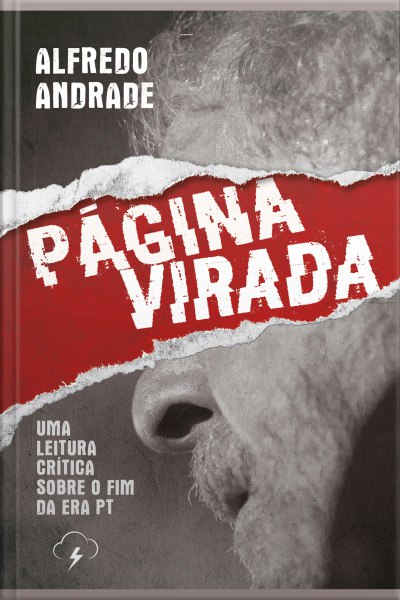 ALFREDO
ANDRADE
PÁGINA
VIRADA
UMA
LEITURA
CRÍTICA
SOBRE O FIM
DA ERA PT